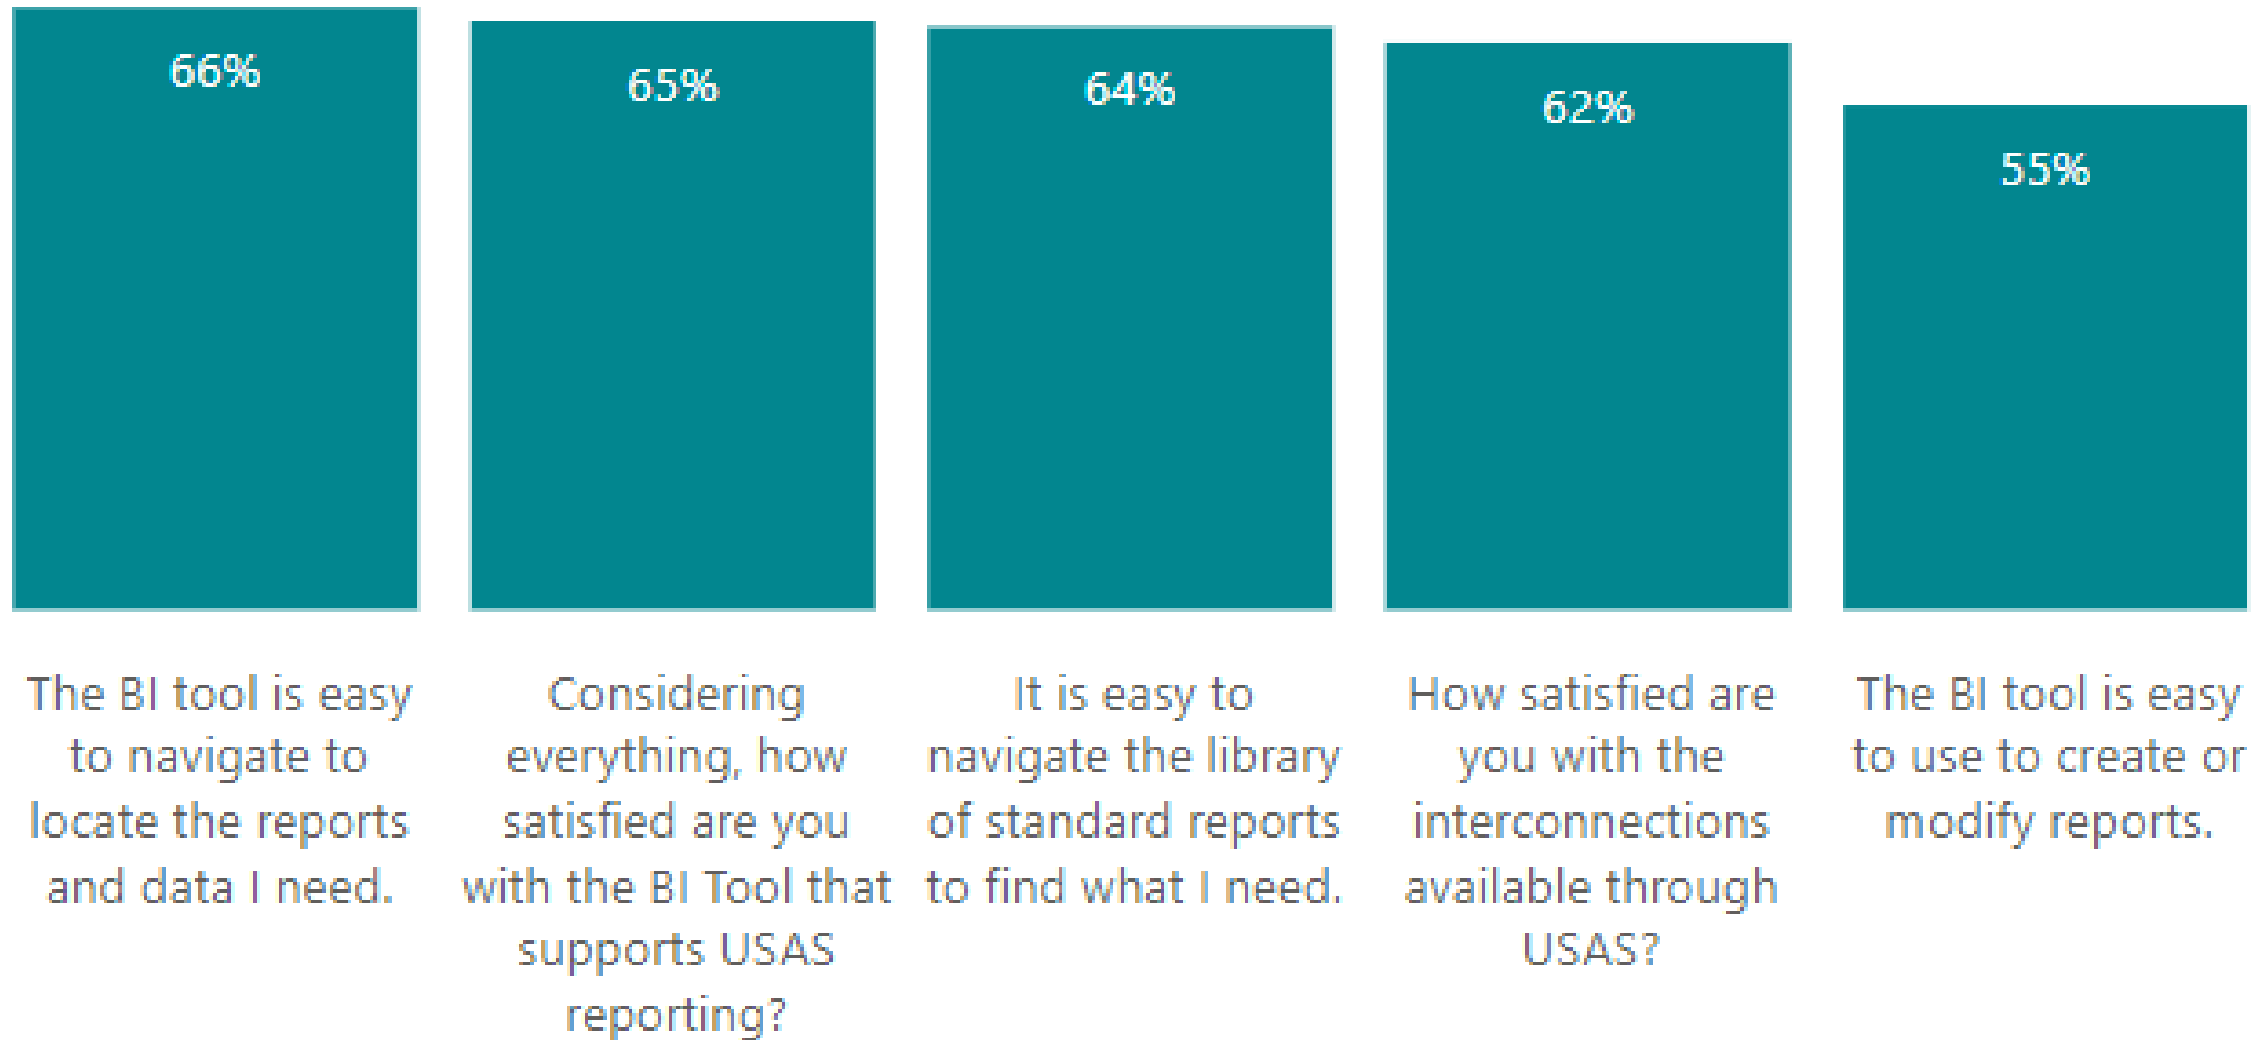 66%
65%
64%
62%
55%
The BI tool is easy
to navigate to
locate the reports
and data I need.
Considering
everything, how
satisfied are you
with the BI Tool that
supports USAS
reporting?
It is easy to
navigate the library
of standard reports
to find what I need.
How satisfied are
you with the
interconnections
available through
USAS?
The BI tool is easy
to use to create or
modify reports.